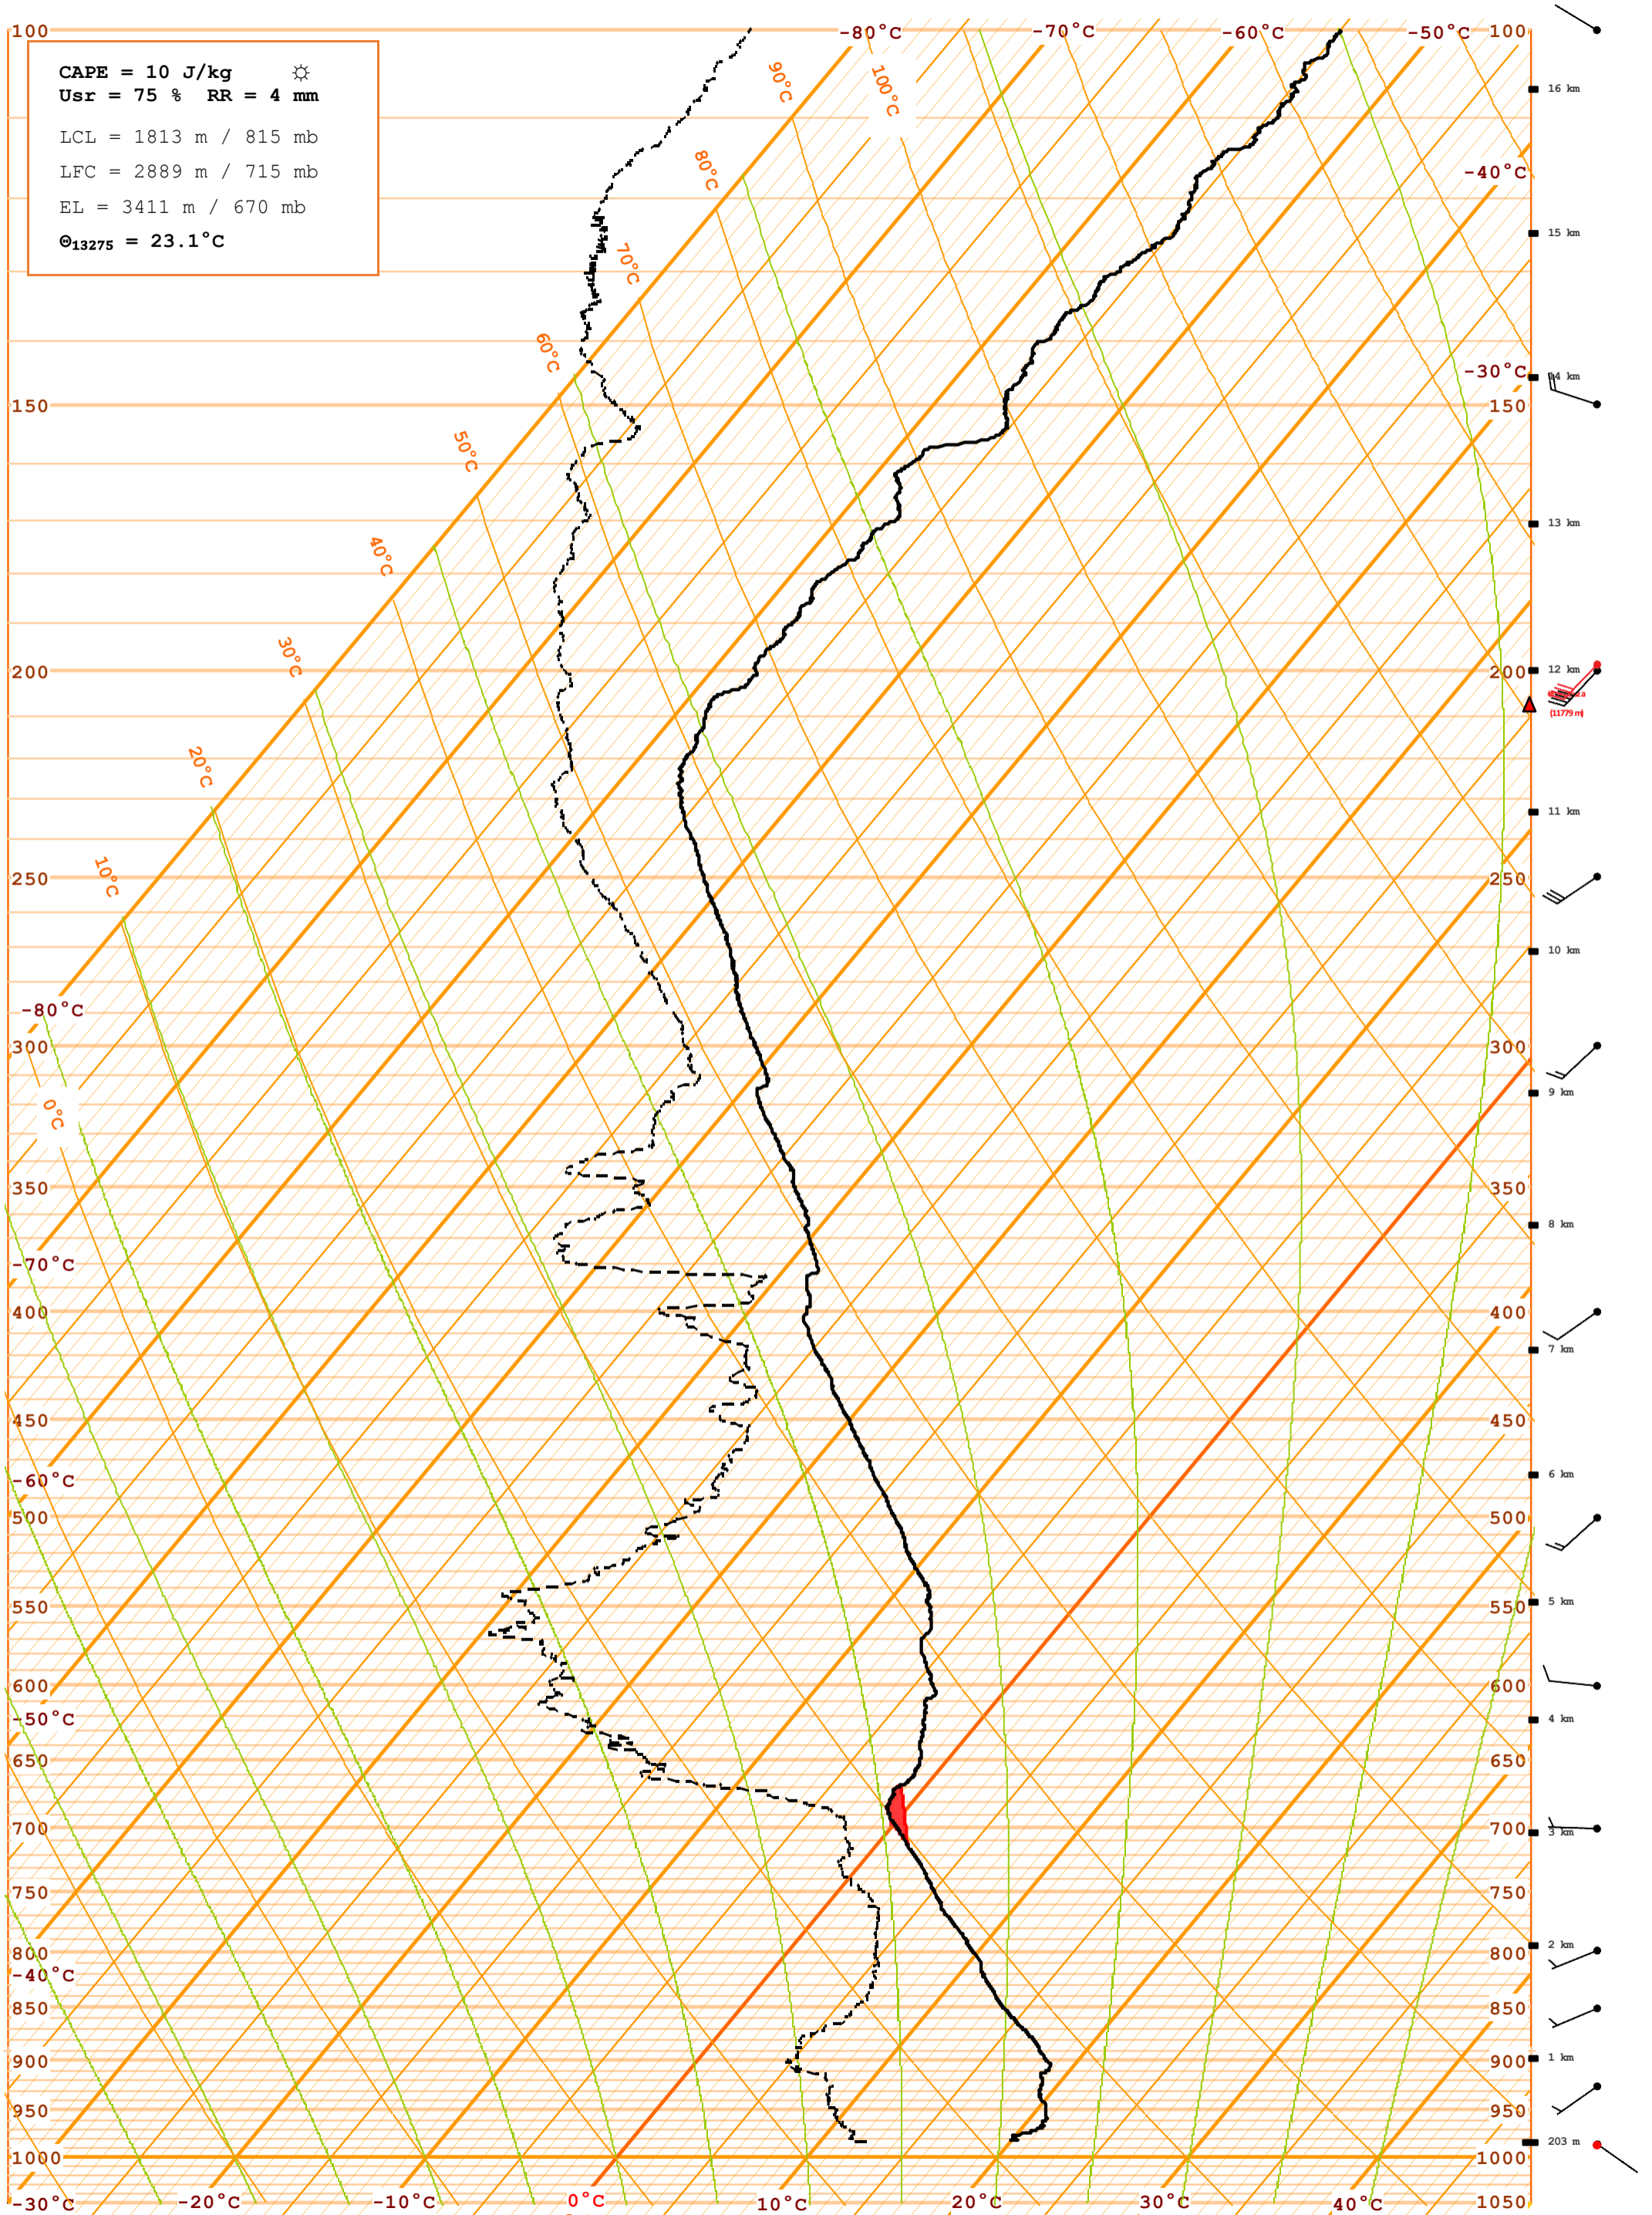 100 -80°C -70°C -60°C -50°C 100
CAPE = 10 J/kg ☼
Usr = 75 % RR = 4 mm
LCL = 1813 m / 815 mb
LFC = 2889 m / 715 mb
EL = 3411 m / 670 mb
Θ13275 = 23.1°C
90°C 100°C
16 km
80°C
-40°C
15 km
70°C
60°C
-30°C
14 km
150 150
50°C
13 km
40°C
30°C
200 200 12 km
(11779 m)
20°C
11 km
10°C
250 250
10 km
-80°C
300 300
9 km
0°C
350 350
8 km
-70°C
400 400
7 km
450 450
-60°C
6 km
500 500
550 550 5 km
600 600
-50°C
4 km
650 650
700 700 3 km
750 750
800 800 2 km
-40°C
850 850
900 900 1 km
950 950
203 m
1000 1000
-30°C -20°C -10°C 0°C 10°C 20°C 30°C 40°C 1050